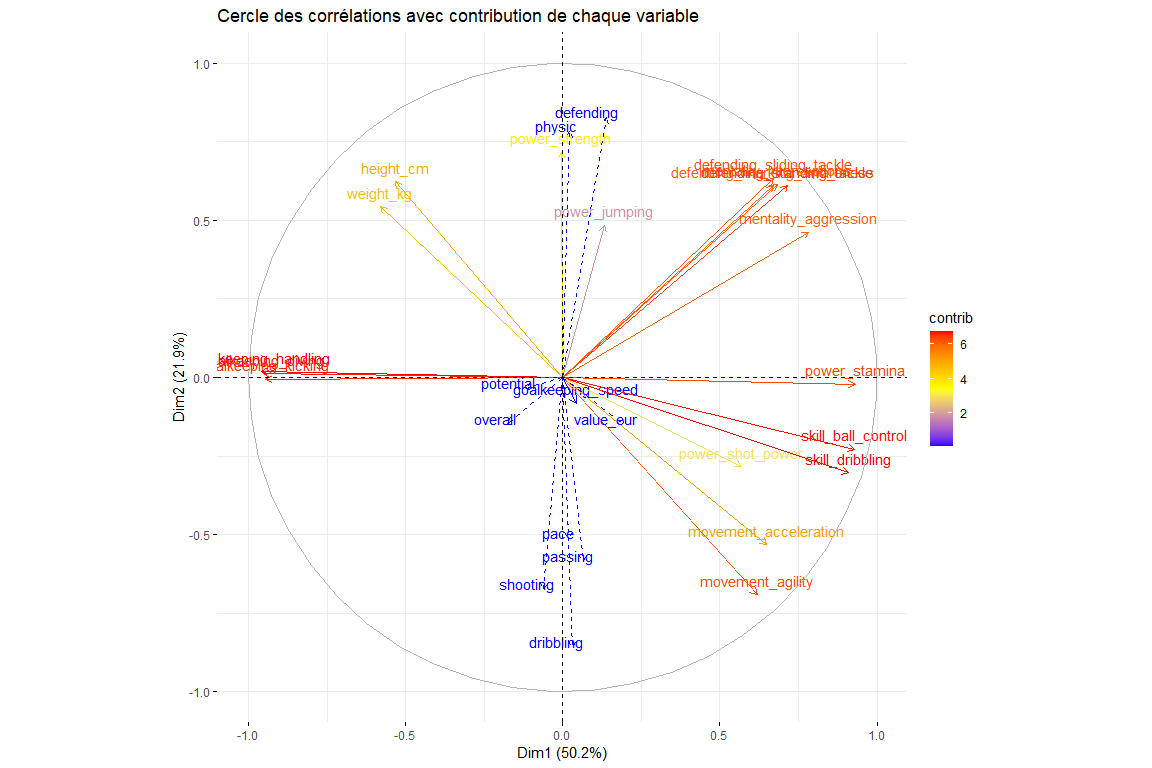 Cercle des corrélations avec contribution de chaque variable
1.0
defending
physic
power_strength
height_cm
defending_sliding_tackle
weight_kg
power_jumping
0.5
mentality_aggression
Dim2 (21.9%)
contrib
6
4
2
keeping_handling
alkeeping_kicking
power_stamina
0.0
potential
goalkeeping_speed
overall
value_eur
skill_ball_control
power_shot_power
skill_dribbling
-0.5
pace
movement_acceleration
passing
shooting
movement_agility
dribbling
-1.0
-1.0
-0.5
0.0
0.5
1.0
Dim1 (50.2%)